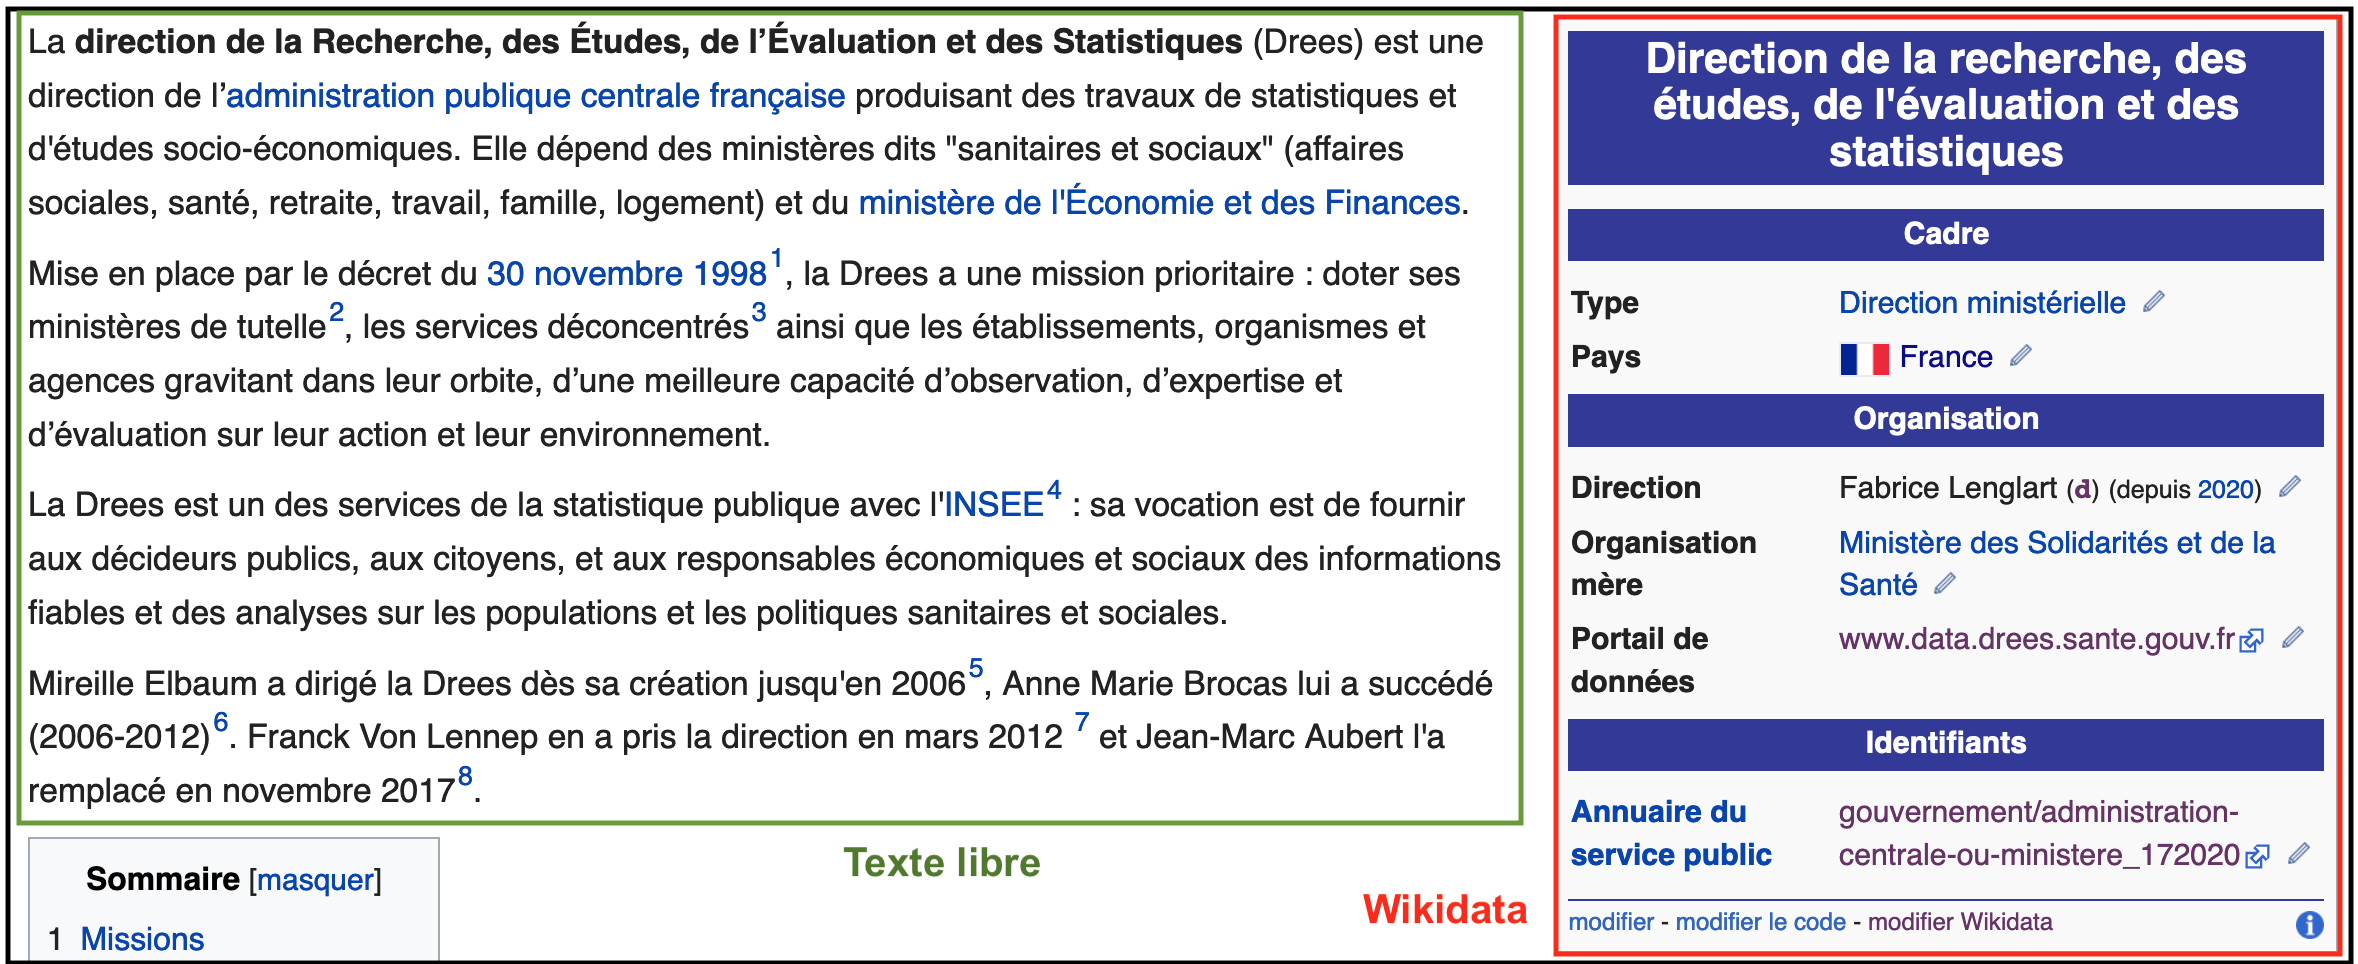 La direction de la Recherche, des Études, de l’Évaluation et des Statistiques (Drees) est une
direction de l’administration publique centrale française produisant des travaux de statistiques et
d'études socio-économiques. Elle dépend des ministères dits "sanitaires et sociaux" (affaires
sociales, santé, retraite, travail, famille, logement) et du ministère de l'Économie et des Finances.
Mise en place par le décret du 30 novembre 1998¹, la Drees a une mission prioritaire : doter ses
ministères de tutelle², les services déconcentrés³ ainsi que les établissements, organismes et
agences gravitant dans leur orbite, d’une meilleure capacité d’observation, d’expertise et
d’évaluation sur leur action et leur environnement.
La Drees est un des services de la statistique publique avec l'INSEE⁴ : sa vocation est de fournir
aux décideurs publics, aux citoyens, et aux responsables économiques et sociaux des informations
fiables et des analyses sur les populations et les politiques sanitaires et sociales.
Mireille Elbaum a dirigé la Drees dès sa création jusqu'en 2006⁵, Anne Marie Brocas lui a succédé
(2006-2012)⁶. Franck Von Lennep en a pris la direction en mars 2012 ⁷ et Jean-Marc Aubert l'a
remplacé en novembre 2017⁸.
Sommaire [masquer]
1 Missions
Texte libre
Wikidata
Direction de la recherche, des
études, de l'évaluation et des
statistiques
Cadre
Type Direction ministérielle
Pays France
Organisation
Direction Fabrice Lenglart (d) (depuis 2020)
Organisation Ministère des Solidarités et de la
mère Santé
Portail de www.data.drees.sante.gouv.fr
données
Identifiants
Annuaire du gouvernement/administration-
service public centrale-ou-ministere_172020
modifier - modifier le code - modifier Wikidata
i